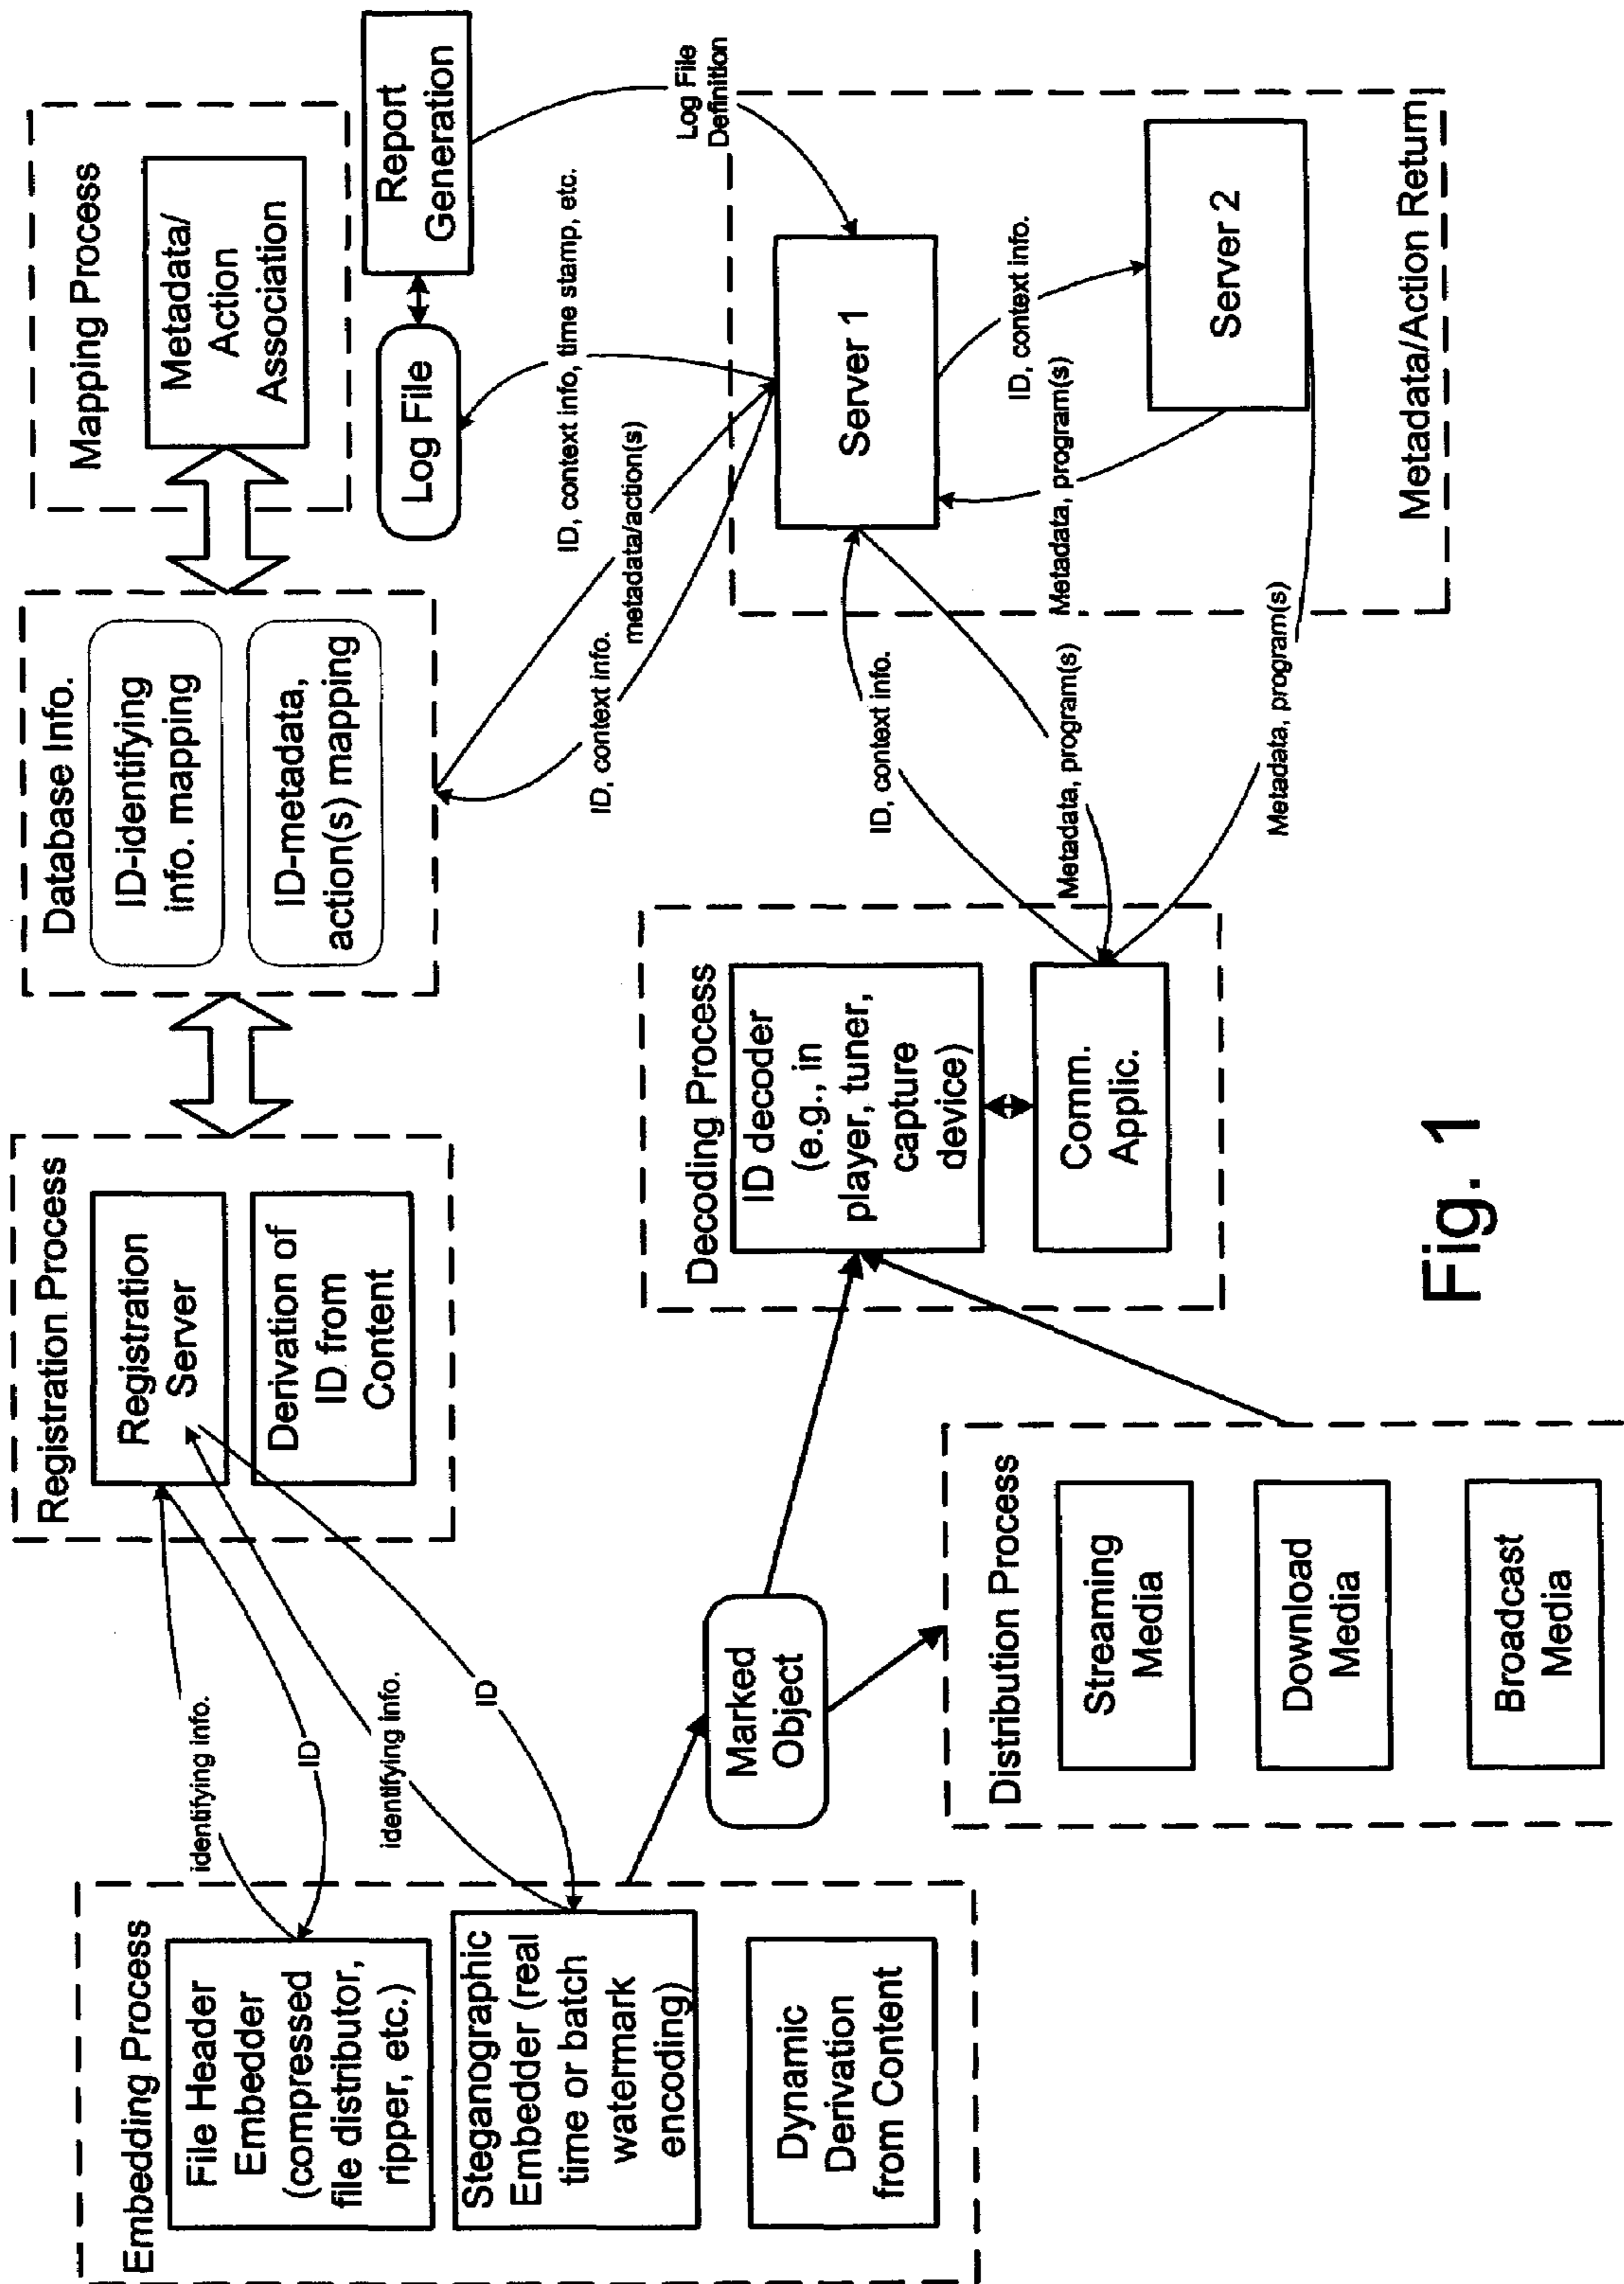 Embedding Process
File Header
Embedder
(compressed
file distributor,
ripper, etc.)
Steganographic
Embedder (real
time or batch
watermark
encoding)
Dynamic
Derivation
from Content
identifying info.
ID
identifying info.
ID
Registration Process
Registration
Server
Derivation of
ID from
Content
Database Info.
ID-identifying
info. mapping
ID-metadata,
action(s) mapping
Mapping Process
Metadata/
Action
Association
Log File
Report
Generation
Log File
Definition
ID, context info, time stamp, etc.
metadata/action(s)
ID, context info.
Marked
Object
Distribution Process
Streaming
Media
Download
Media
Broadcast
Media
Decoding Process
ID decoder
(e.g., in
player, tuner,
capture
device)
Comm.
Applic.
ID, context info.
Metadata, program(s)
Metadata, program(s)
Server 1
ID, context info.
Metadata, program(s)
Server 2
Metadata/Action Return
Fig. 1